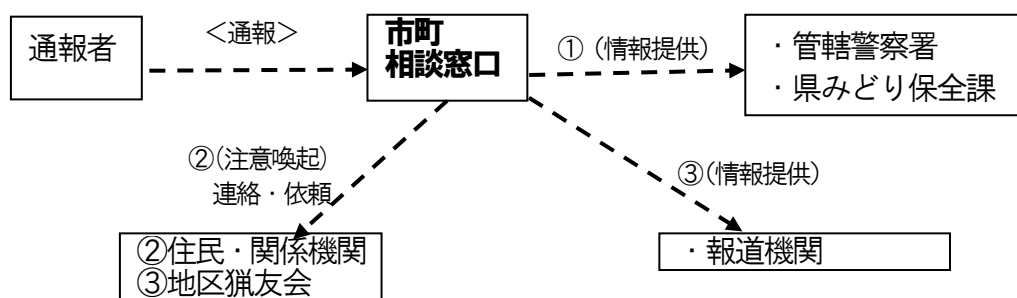 通報者
＜通報＞
市町
相談窓口
①（情報提供）
・管轄警察署
・県みどり保全課
②(注意喚起)
連絡・依頼
③(情報提供)
②住民・関係機関
③地区猟友会
・報道機関